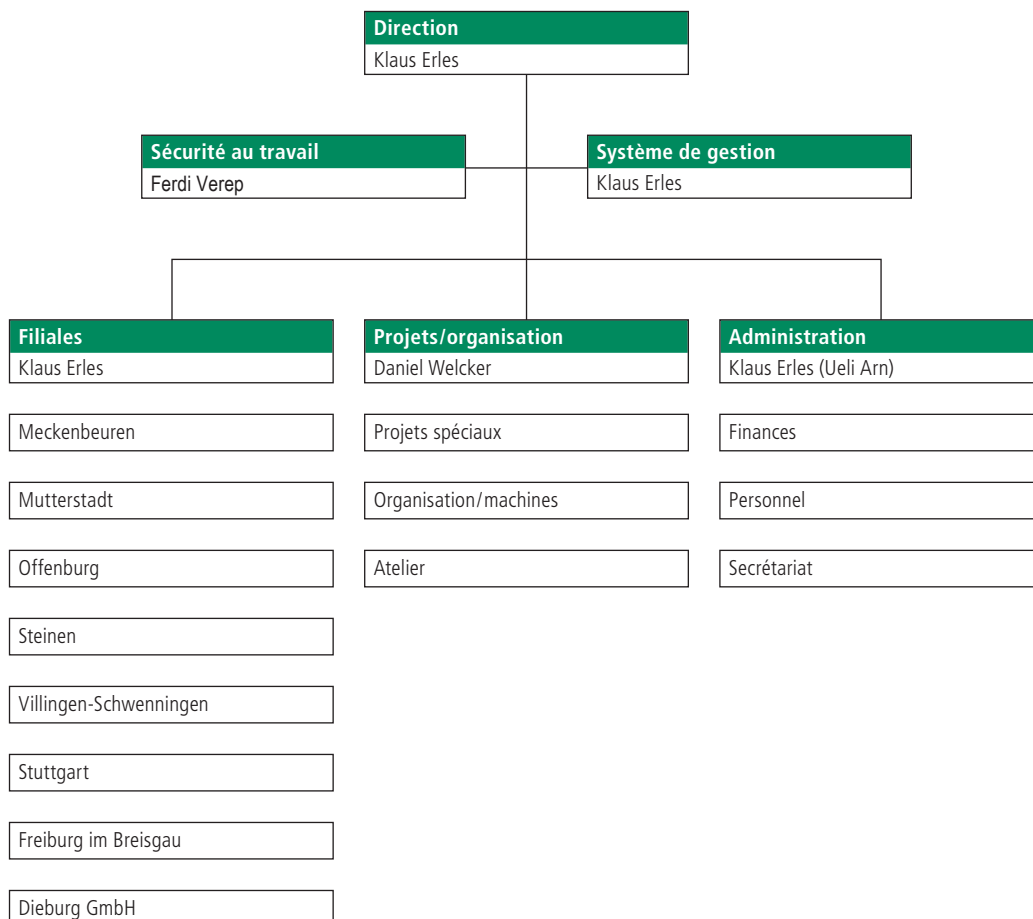 Direction
Klaus Erles
Sécurité au travail
Ferdi Verep
Système de gestion
Klaus Erles
Filiales
Klaus Erles
Meckenbeuren
Mutterstadt
Offenburg
Steinen
Villingen-Schwenningen
Stuttgart
Freiburg im Breisgau
Dieburg GmbH
Projets/organisation
Daniel Welcker
Projets spéciaux
Organisation/machines
Atelier
Administration
Klaus Erles (Ueli Arn)
Finances
Personnel
Secrétariat